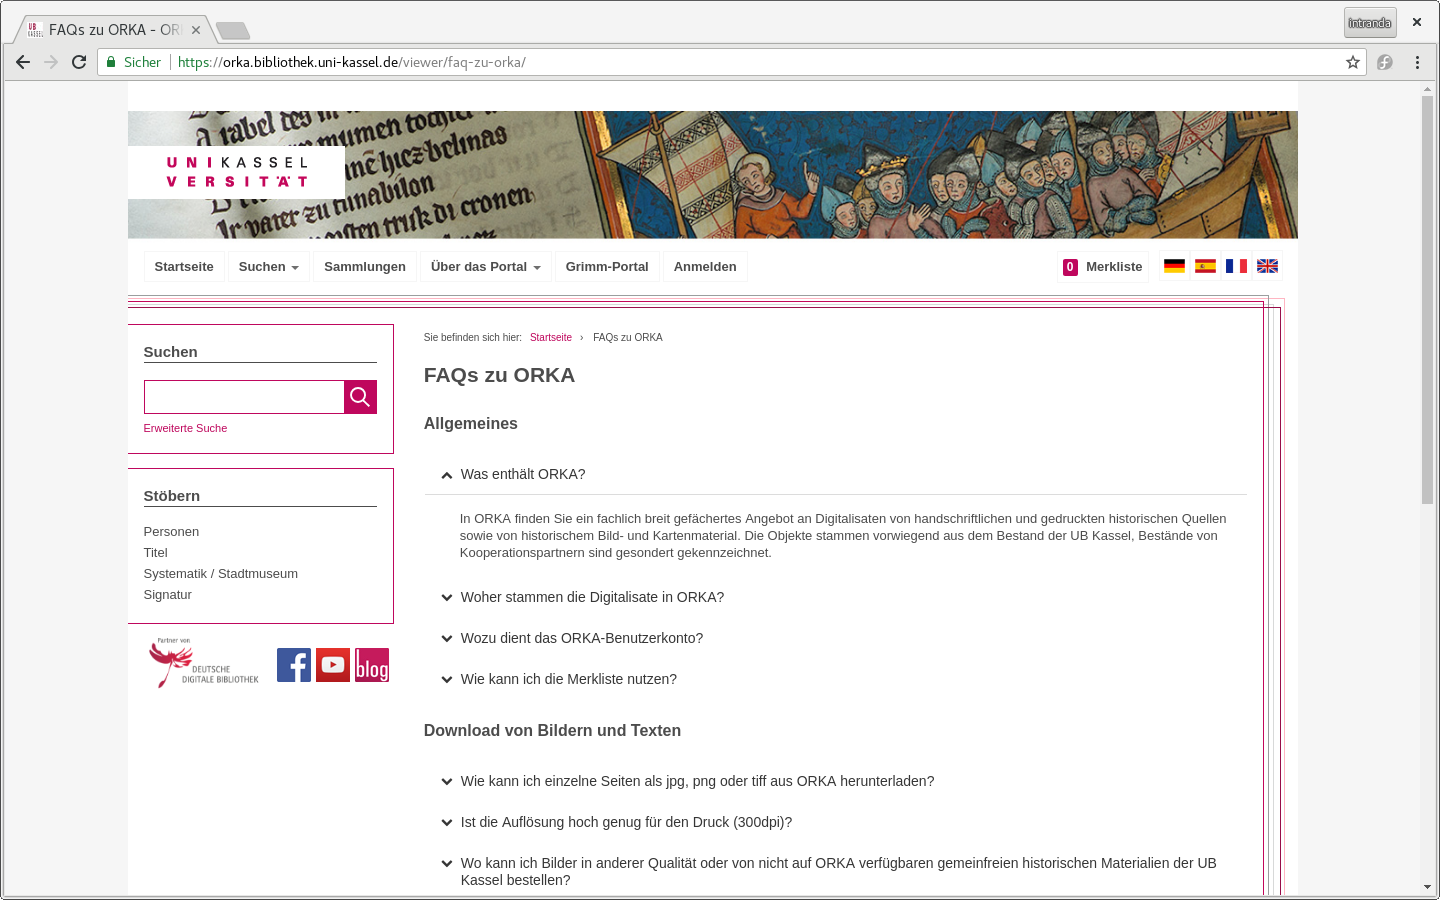 UB
KASSEL
FAQs zu ORKA - OR
intranda
Sicher
https://orka.bibliothek.uni-kassel.de/viewer/faq-zu-orka/
UNIKASSEL
VERSITÄT
Startseite
Suchen
Sammlungen
Über das Portal
Grimm-Portal
Anmelden
0 Merkliste
Suchen
Erweiterte Suche
Stöbern
Personen
Titel
Systematik / Stadtmuseum
Signatur
Partner von
DEUTSCHE
DIGITALE BIBLIOTHEK
f
blog
Sie befinden sich hier: Startseite › FAQs zu ORKA
FAQs zu ORKA
Allgemeines
Was enthält ORKA?
In ORKA finden Sie ein fachlich breit gefächertes Angebot an Digitalisaten von handschriftlichen und gedruckten historischen Quellen
sowie von historischem Bild- und Kartenmaterial. Die Objekte stammen vorwiegend aus dem Bestand der UB Kassel, Bestände von
Kooperationspartnern sind gesondert gekennzeichnet.
Woher stammen die Digitalisate in ORKA?
Wozu dient das ORKA-Benutzerkonto?
Wie kann ich die Merkliste nutzen?
Download von Bildern und Texten
Wie kann ich einzelne Seiten als jpg, png oder tiff aus ORKA herunterladen?
Ist die Auflösung hoch genug für den Druck (300dpi)?
Wo kann ich Bilder in anderer Qualität oder von nicht auf ORKA verfügbaren gemeinfreien historischen Materialien der UB
Kassel bestellen?